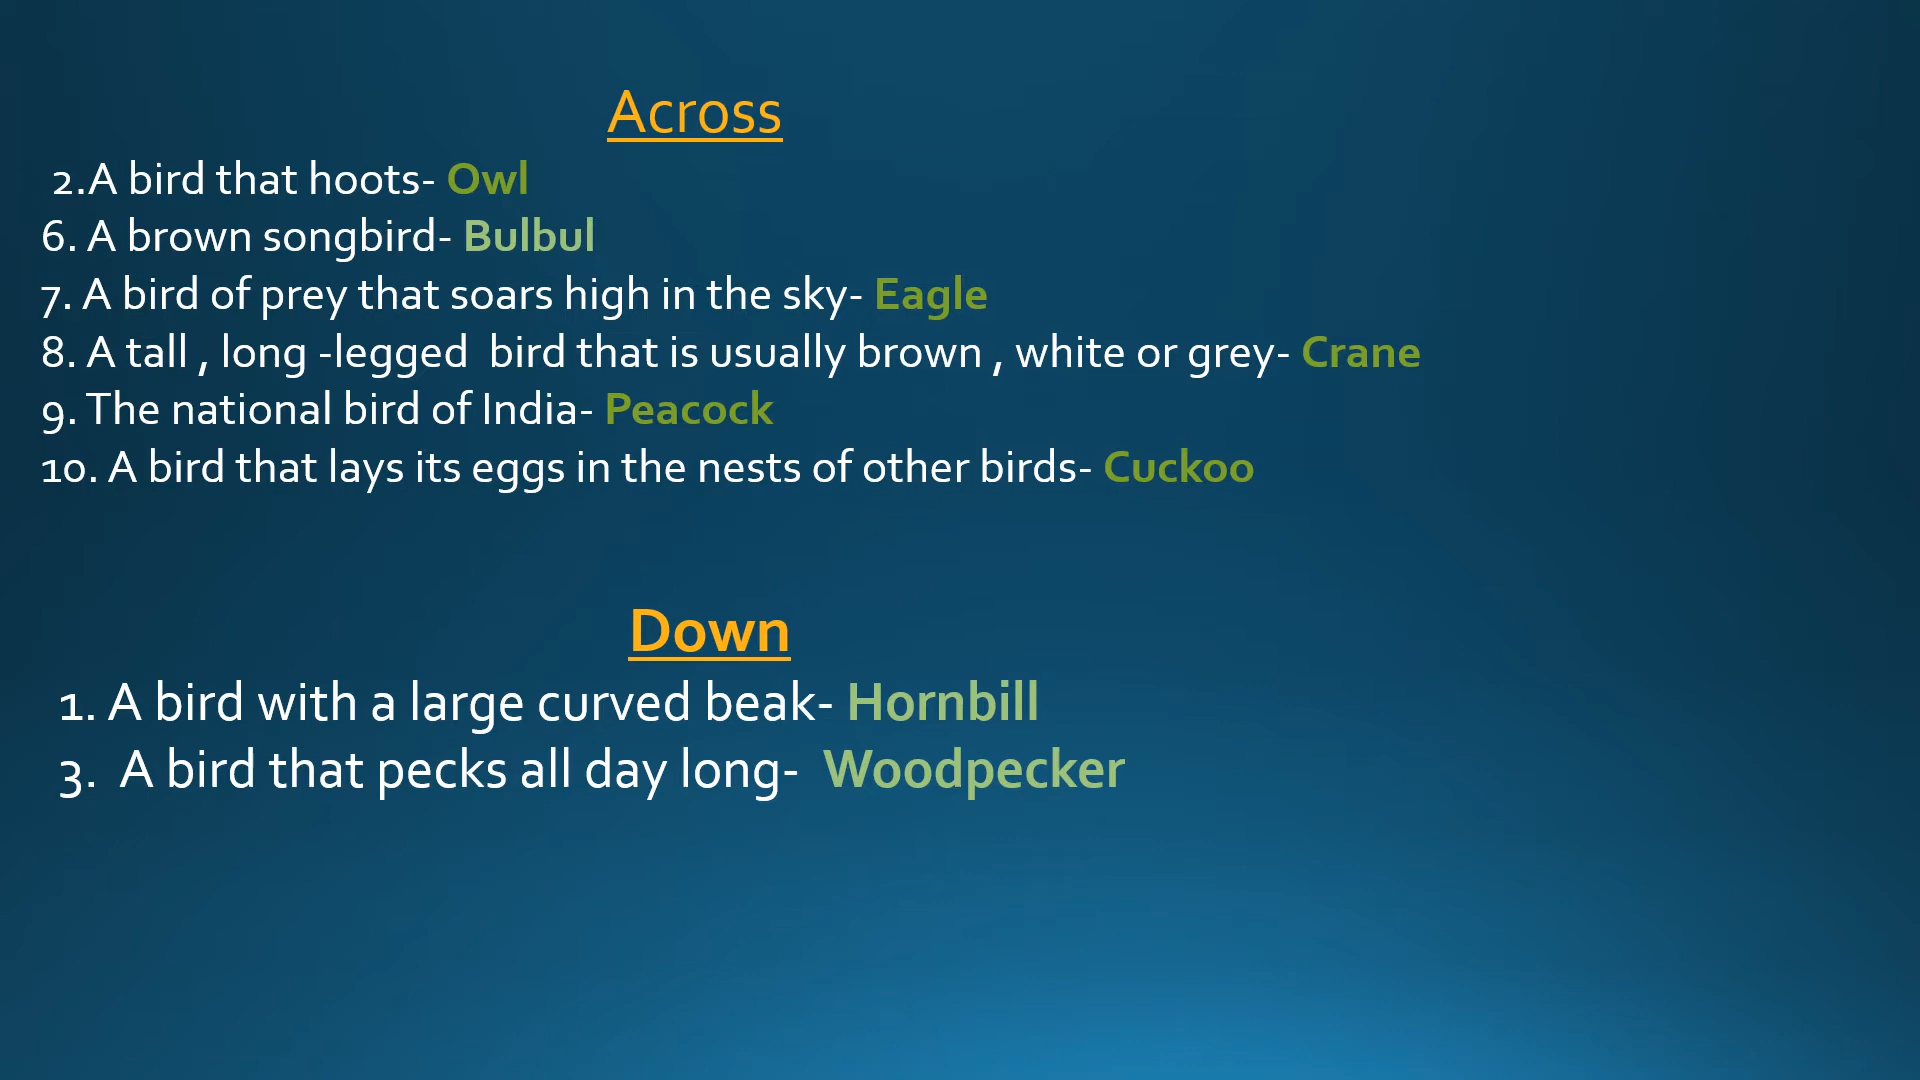 Across
2.A bird that hoots- Owl
6. A brown songbird- Bulbul
7. A bird of prey that soars high in the sky- Eagle
8. A tall , long -legged  bird that is usually brown , white or grey- Crane
9. The national bird of India- Peacock
10. A bird that lays its eggs in the nests of other birds- Cuckoo
Down
1. A bird with a large curved beak- Hornbill
3.  A bird that pecks all day long-  Woodpecker